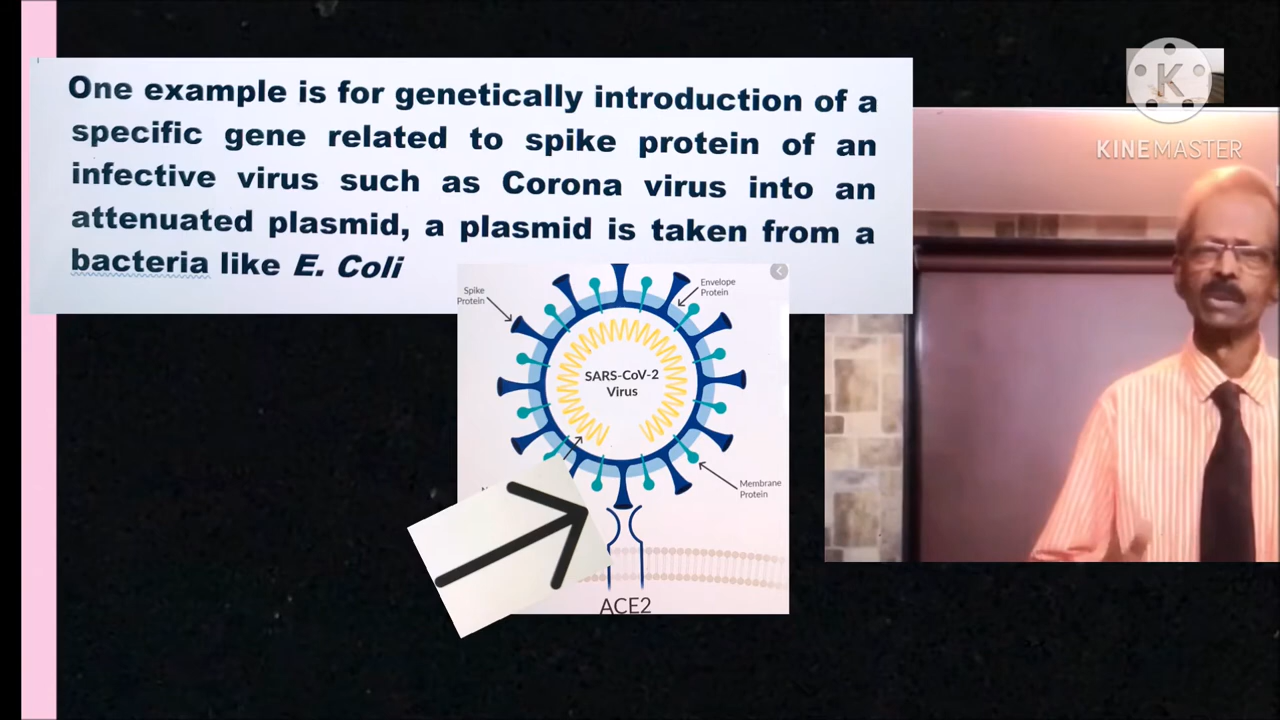 One example is for genetically introduction of a
specific gene related to spike protein of an
infective virus such as Corona virus into an
attenuated plasmid, a plasmid is taken from a
bacteria like E. Coli
Spike
Protein
Envelope
Protein
SARS-CoV-2
Virus
Membrane
Protein
ACE2
K
KINEMASTER